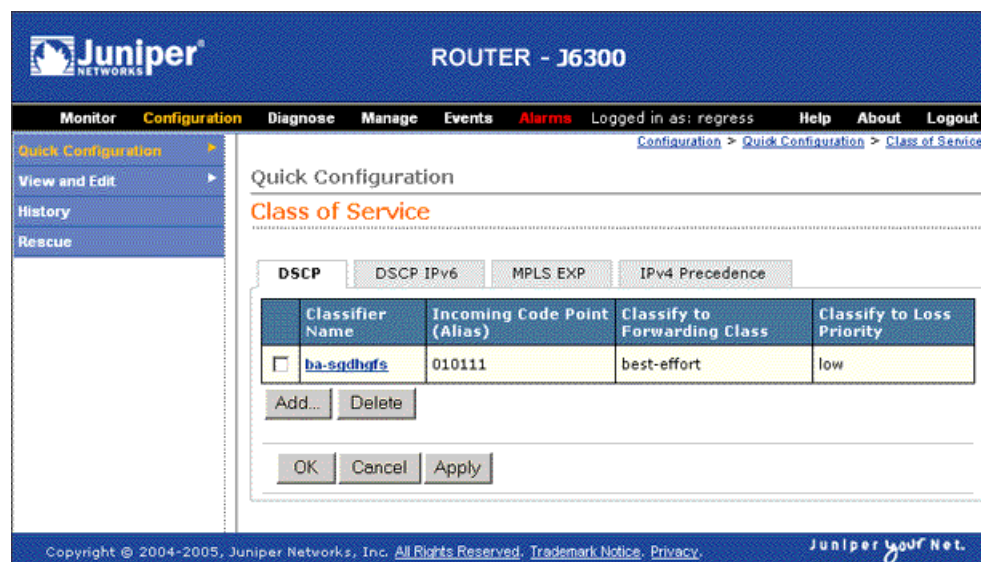 Juniper®
NETWORKS
ROUTER - J6300
Monitor Configuration Diagnose Manage Events Alarms Logged in as: regress Help About Logout
Configuration > Quick Configuration > Class of Service
Quick Configuration
View and Edit
History
Rescue
Quick Configuration
Class of Service
DSCP DSCP IPv6 MPLS EXP IPv4 Precedence
Classifier Name Incoming Code Point (Alias) Classify to Forwarding Class Classify to Loss Priority
ba-sgdhgfs 010111 best-effort low
Add... Delete
OK Cancel Apply
Copyright © 2004-2005, Juniper Networks, Inc. All Rights Reserved. Trademark Notice. Privacy.
Juniper your Net.